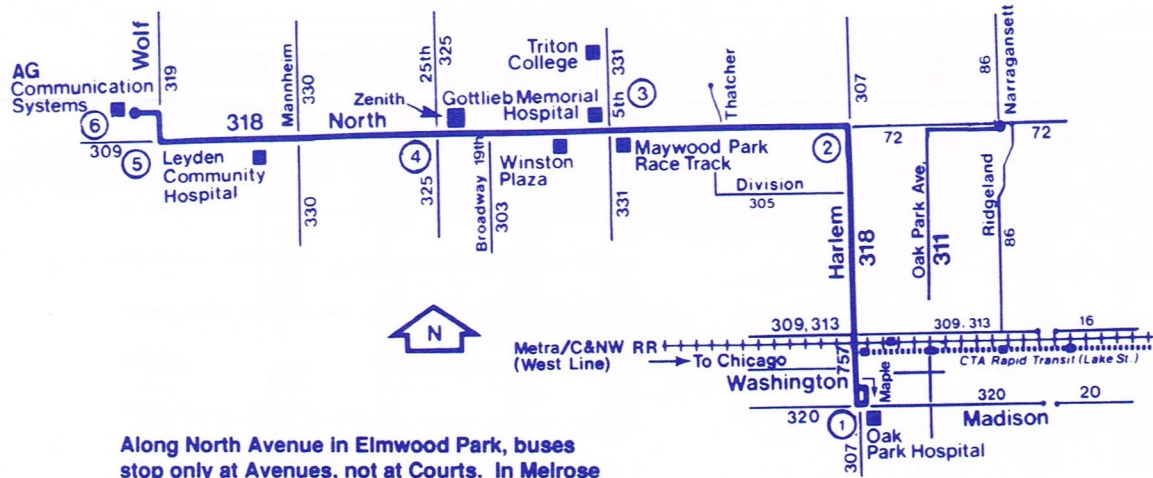 Wolf
319
AG
Communication
Systems
6
309
5
318
North
Leyden
Community
Hospital
Mannheim
330
330
25th
325
Zenith
4
325
Broadway 19th
303
Triton
College
Gottlieb Memorial
Hospital
331
5th
3
Winston
Plaza
Maywood Park
Race Track
331
Thatcher
Division
305
307
2
72
72
86
Narragansett
Harlem
318
Oak Park Ave.
311
Ridgeland
86
N
309, 313
309, 313
16
Metra/C&NW RR
(West Line)
To Chicago
757
CTA Rapid Transit (Lake St.)
Washington
Maple
320
1
320
20
Madison
307
Oak
Park Hospital
Along North Avenue in Elmwood Park, buses
stop only at Avenues, not at Courts. In Melrose